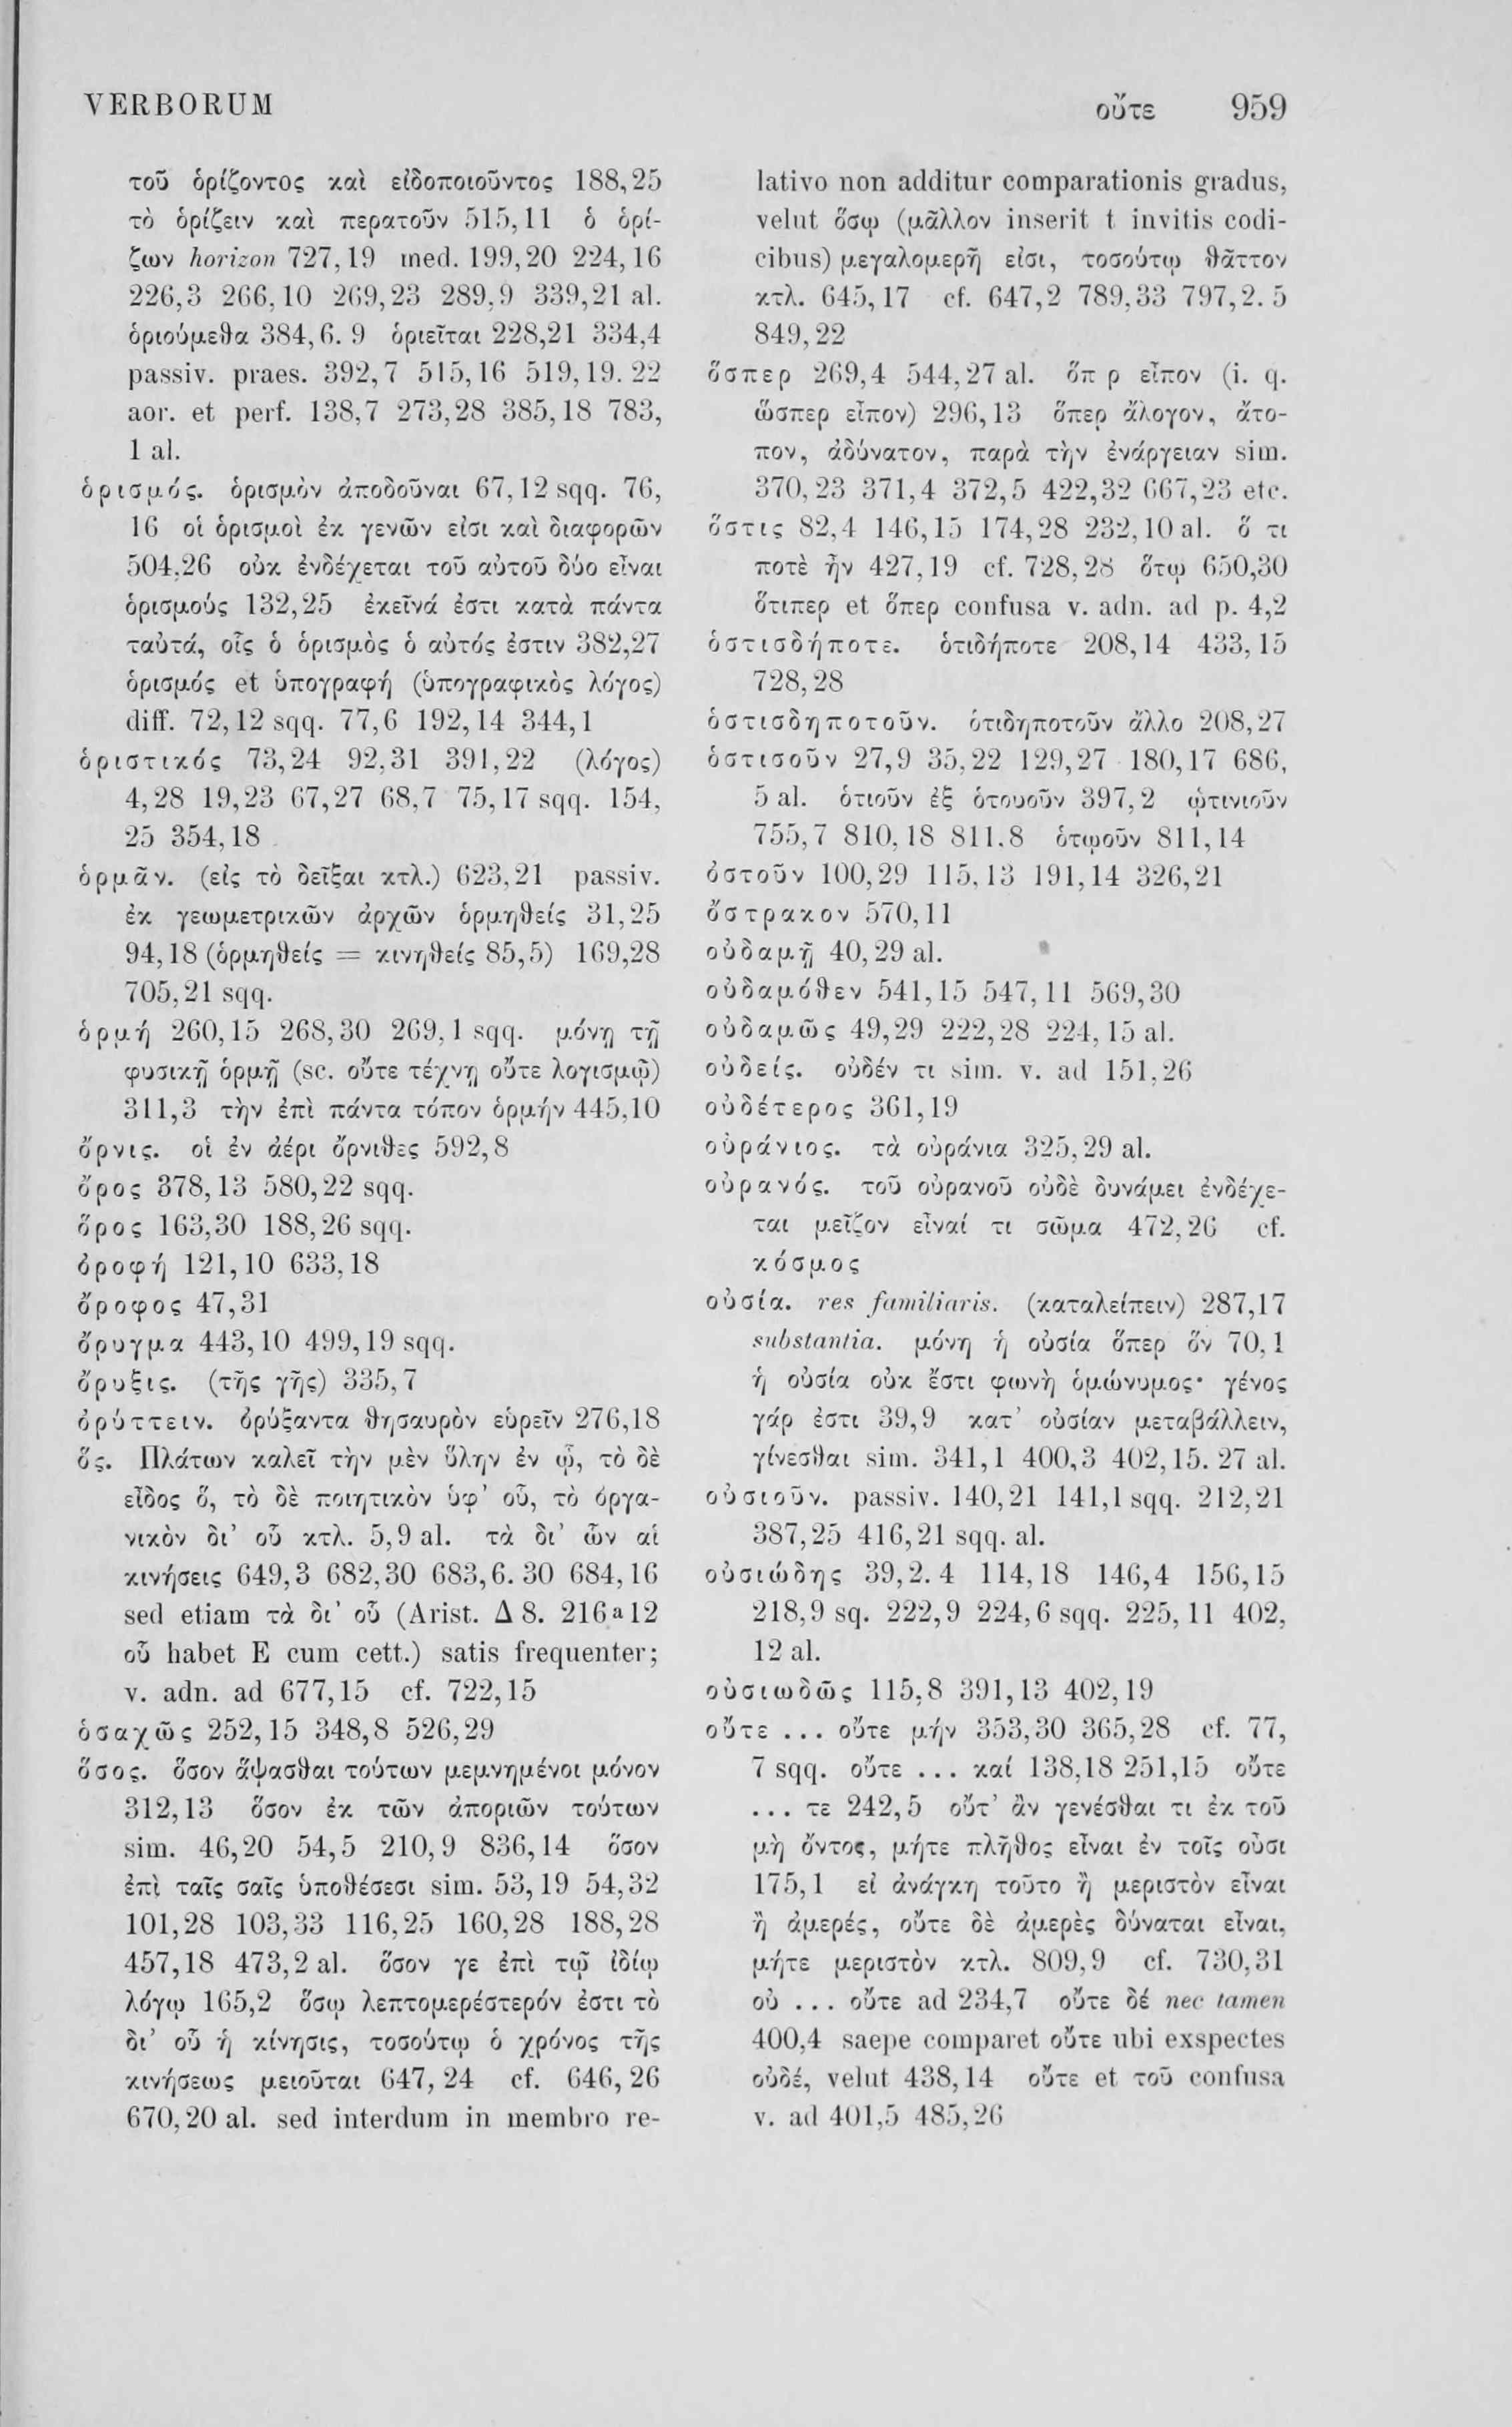 VERBORUM οὔτε 959
τοῦ ὁρίζοντος καὶ εἰδοποιοῦντος 188,25
τὸ ὁρίζειν καὶ περατοῦν 515,11 ὁ ὁρί-
ζων horizon 727,19 med. 199,20 224,16
226,3 266,10 269,23 289,9 339,21 al.
ὁριούμεθα 384,6. 9 ὁριεῖται 228,21 334,4
passiv. praes. 392,7 515,16 519,19. 22
aor. et perf. 138,7 273,28 385,18 783,
1 al.
ὁρισμός. ὁρισμὸν ἀποδοῦναι 67,12 sqq. 76,
16 οἱ ὁρισμοὶ ἐκ γενῶν εἰσι καὶ διαφορῶν
504,26 οὐκ ἐνδέχεται τοῦ αὐτοῦ δύο εἶναι
ὁρισμούς 132,25 ἐκεῖνά ἐστι κατὰ πάντα
ταὐτά, οἷς ὁ ὁρισμὸς ὁ αὐτός ἐστιν 382,27
ὁρισμός et ὑπογραφή (ὑπογραφικὸς λόγος)
diff. 72,12 sqq. 77,6 192,14 344,1
ὁριστικός 73,24 92,31 391,22 (λόγος)
4,28 19,23 67,27 68,7 75,17 sqq. 154,
25 354,18
ὁρμᾶν. (εἰς τὸ δεῖξαι κτλ.) 623,21 passiv.
ἐκ γεωμετρικῶν ἀρχῶν ὁρμηθείς 31,25
94,18 (ὁρμηθείς = κινηθείς 85,5) 169,28
705,21 sqq.
ὁρμή 260,15 268,30 269,1 sqq. μόνῃ τῇ
φυσικῇ ὁρμῇ (sc. οὔτε τέχνῃ οὔτε λογισμῷ)
311,3 τὴν ἐπὶ πάντα τόπον ὁρμήν 445,10
ὄρνις. οἱ ἐν ἀέρι ὄρνιθες 592,8
ὄρος 378,13 580,22 sqq.
ὅρος 163,30 188,26 sqq.
ὀροφή 121,10 633,18
ὄροφος 47,31
ὄρυγμα 443,10 499,19 sqq.
ὄρυξις. (τῆς γῆς) 335,7
ὀρύττειν. ὀρύξαντα θησαυρὸν εὑρεῖν 276,18
ὅς. Πλάτων καλεῖ τὴν μὲν ὕλην ἐν ᾧ, τὸ δὲ
εἶδος ὅ, τὸ δὲ ποιητικὸν ὑφ' οὗ, τὸ ὀργα-
νικὸν δι' οὗ κτλ. 5,9 al. τὰ δι' ὧν αἱ
κινήσεις 649,3 682,30 683,6. 30 684,16
sed etiam τὰ δι' οὗ (Arist. Δ 8. 216a12
οὗ habet E cum cett.) satis frequenter;
v. adn. ad 677,15 cf. 722,15
ὁσαχῶς 252,15 348,8 526,29
ὅσος. ὅσον ἅψασθαι τούτων μεμνημένοι μόνον
312,13 ὅσον ἐκ τῶν ἀποριῶν τούτων
sim. 46,20 54,5 210,9 836,14 ὅσον
ἐπὶ ταῖς σαῖς ὑποθέσεσι sim. 53,19 54,32
101,28 103,33 116,25 160,28 188,28
457,18 473,2 al. ὅσον γε ἐπὶ τῷ ἰδίῳ
λόγῳ 165,2 ὅσῳ λεπτομερέστερόν ἐστι τὸ
δι' οὗ ἡ κίνησις, τοσούτῳ ὁ χρόνος τῆς
κινήσεως μειοῦται 647,24 cf. 646,26
670,20 al. sed interdum in membro re-
lativo non additur comparationis gradus,
velut ὅσῳ (μᾶλλον inserit t invitis codi-
cibus) μεγαλομερῆ εἰσι, τοσούτῳ θᾶττον
κτλ. 645,17 cf. 647,2 789,33 797,2. 5
849,22
ὅσπερ 269,4 544,27 al. ὅπ ρ εἶπον (i. q.
ὥσπερ εἶπον) 296,13 ὅπερ ἄλογον, ἄτο-
πον, ἀδύνατον, παρὰ τὴν ἐνάργειαν sim.
370,23 371,4 372,5 422,32 667,23 etc.
ὅστις 82,4 146,15 174,28 232,10 al. ὅ τι
ποτὲ ἦν 427,19 cf. 728,28 ὅτῳ 650,30
ὅτιπερ et ὅπερ confusa v. adn. ad p. 4,2
ὁστισδήποτε. ὁτιδήποτε 208,14 433,15
728,28
ὁστισδηποτοῦν. ὁτιδηποτοῦν ἄλλο 208,27
ὁστισοῦν 27,9 35,22 129,27 180,17 686,
5 al. ὁτιοῦν ἐξ ὁτουοῦν 397,2 ᾡτινιοῦν
755,7 810,18 811,8 ὁτῳοῦν 811,14
ὀστοῦν 100,29 115,13 191,14 326,21
ὄστρακον 570,11
οὐδαμῇ 40,29 al.
οὐδαμόθεν 541,15 547,11 569,30
οὐδαμῶς 49,29 222,28 224,15 al.
οὐδείς. οὐδέν τι sim. v. ad 151,26
οὐδέτερος 361,19
οὐράνιος. τὰ οὐράνια 325,29 al.
οὐρανός. τοῦ οὐρανοῦ οὐδὲ δυνάμει ἐνδέχε-
ται μεῖζον εἶναί τι σῶμα 472,26 cf.
κόσμος
οὐσία. res familiaris. (καταλείπειν) 287,17
substantia. μόνη ἡ οὐσία ὅπερ ὄν 70,1
ἡ οὐσία οὐκ ἔστι φωνὴ ὁμώνυμος· γένος
γάρ ἐστι 39,9 κατ' οὐσίαν μεταβάλλειν,
γίνεσθαι sim. 341,1 400,3 402,15. 27 al.
οὐσιοῦν. passiv. 140,21 141,1 sqq. 212,21
387,25 416,21 sqq. al.
οὐσιώδης 39,2. 4 114,18 146,4 156,15
218,9 sq. 222,9 224,6 sqq. 225,11 402,
12 al.
οὐσιωδῶς 115,8 391,13 402,19
οὔτε ... οὔτε μήν 353,30 365,28 cf. 77,
7 sqq. οὔτε ... καί 138,18 251,15 οὔτε
... τε 242,5 οὔτ' ἂν γενέσθαι τι ἐκ τοῦ
μὴ ὄντος, μήτε πλῆθος εἶναι ἐν τοῖς οὖσι
175,1 εἰ ἀνάγκη τοῦτο ἢ μεριστὸν εἶναι
ἢ ἀμερές, οὔτε δὲ ἀμερὲς δύναται εἶναι,
μήτε μεριστὸν κτλ. 809,9 cf. 730,31
οὐ ... οὔτε ad 234,7 οὔτε δέ nec tamen
400,4 saepe comparet οὔτε ubi exspectes
οὐδέ, velut 438,14 οὔτε et τοῦ confusa
v. ad 401,5 485,26